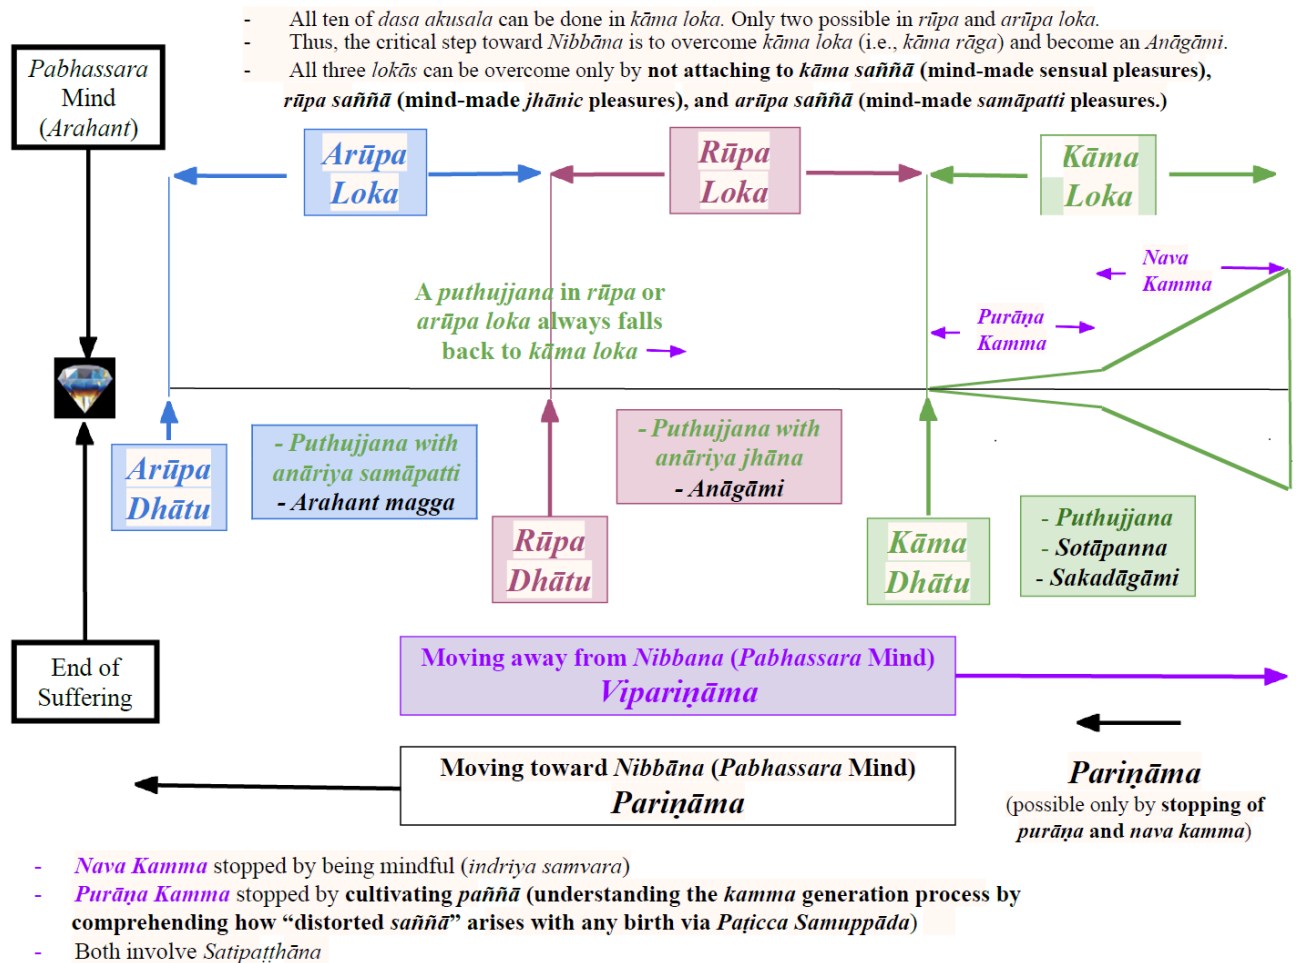 - All ten of dasa akusala can be done in kāma loka. Only two possible in rūpa and arūpa loka.
- Thus, the critical step toward Nibbāna is to overcome kāma loka (i.e., kāma rāga) and become an Anāgāmi.
- All three lokās can be overcome only by not attaching to kāma saññā (mind-made sensual pleasures),
rūpa saññā (mind-made jhānic pleasures), and arūpa saññā (mind-made samāpatti pleasures.)
Pabhassara
Mind
(Arahant)
Arūpa
Loka
Rūpa
Loka
Kāma
Loka
Nava
Kamma
Purāṇa
Kamma
A puthujjana in rūpa or
arūpa loka always falls
back to kāma loka
Arūpa
Dhātu
- Puthujjana with
anāriya samāpatti
- Arahant magga
Rūpa
Dhātu
- Puthujjana with
anāriya jhāna
- Anāgāmi
Kāma
Dhātu
- Puthujjana
- Sotāpanna
- Sakadāgāmi
End of
Suffering
Moving away from Nibbana (Pabhassara Mind)
Vipariṇāma
Moving toward Nibbāna (Pabhassara Mind)
Pariṇāma
Pariṇāma
(possible only by stopping of
purāṇa and nava kamma)
- Nava Kamma stopped by being mindful (indriya samvara)
- Purāṇa Kamma stopped by cultivating paññā (understanding the kamma generation process by
comprehending how “distorted saññā” arises with any birth via Paṭicca Samuppāda)
- Both involve Satipaṭṭhāna